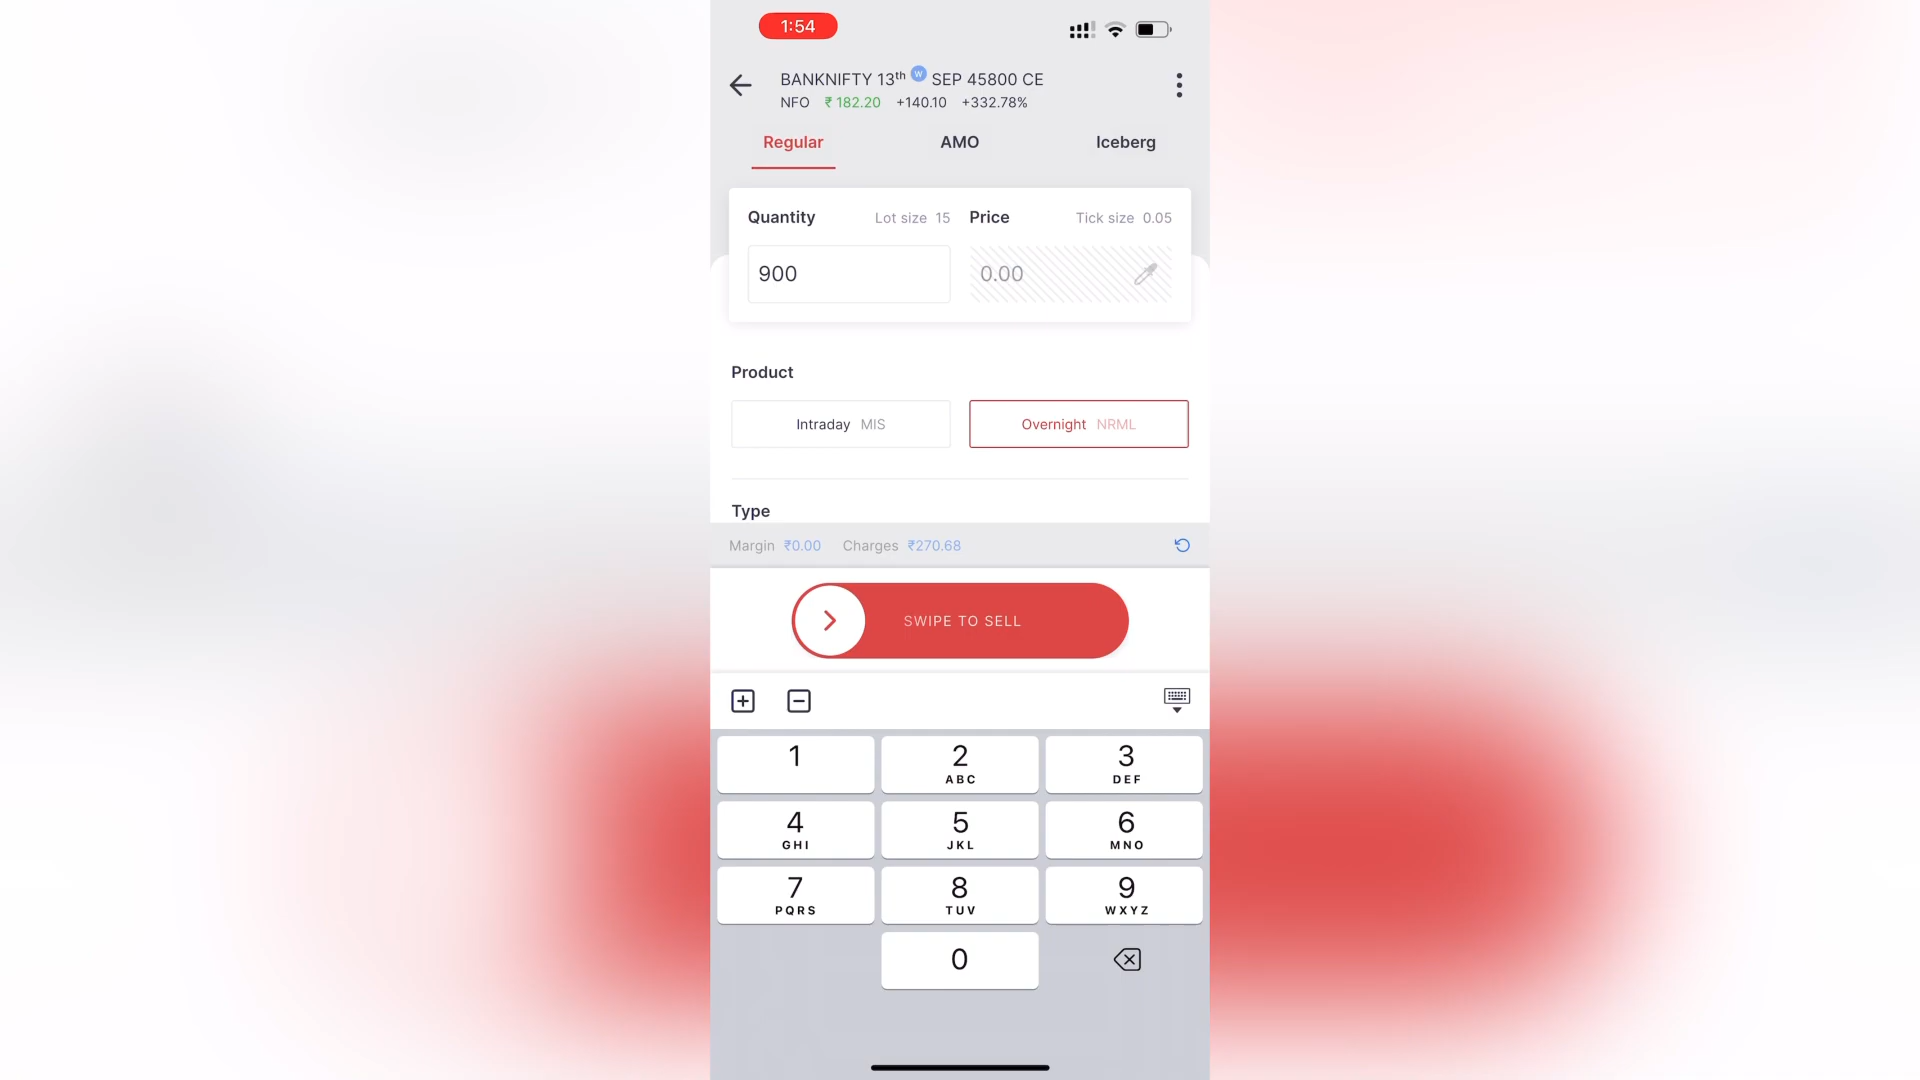 1:54
BANKNIFTY 13th W SEP 45800 CE
NFO ₹ 182.20 +140.10 +332.78%
Regular AMO Iceberg
Quantity Lot size 15 Price Tick size 0.05
900 0.00
Product
Intraday MIS Overnight NRML
Type
Margin ₹0.00 Charges ₹270.68
SWIPE TO SELL
1 2 3
ABC DEF
4 5 6
GHI JKL MNO
7 8 9
PQRS TUV WXYZ
0